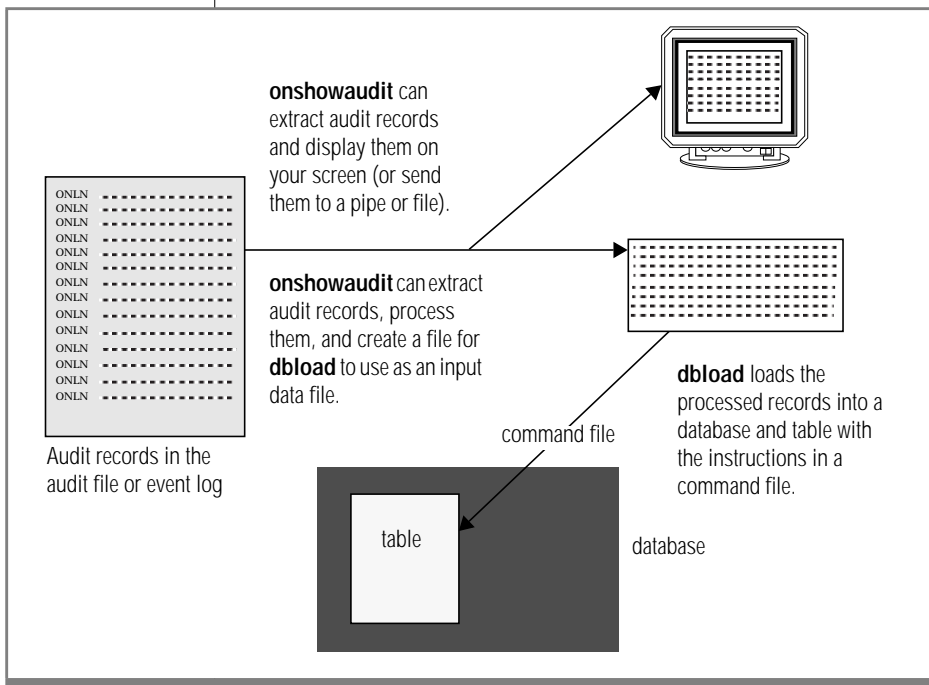 onshowaudit can
extract audit records
and display them on
your screen (or send
them to a pipe or file).
ONLN
ONLN
ONLN
ONLN
ONLN
ONLN
ONLN
ONLN
ONLN
ONLN
ONLN
ONLN
ONLN
ONLN
Audit records in the
audit file or event log
onshowaudit can extract
audit records, process
them, and create a file for
dbload to use as an input
data file.
dbload loads the
processed records into a
database and table with
the instructions in a
command file.
command file
table
database